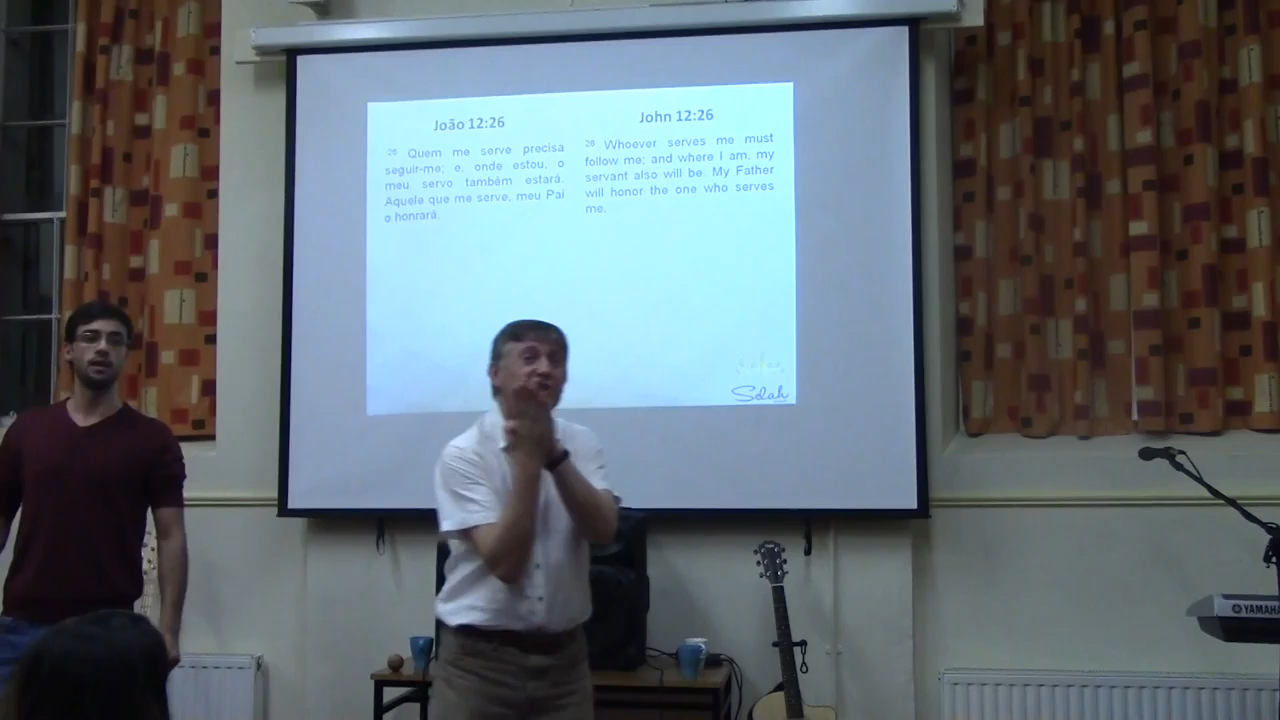 João 12:26
26 Quem me serve precisa
seguir-me; e, onde estou, o
meu servo também estará.
Aquele que me serve, meu Pai
o honrará.
John 12:26
26 Whoever serves me must
follow me; and where I am, my
servant also will be. My Father
will honor the one who serves
me.
Selah
YAMAHA